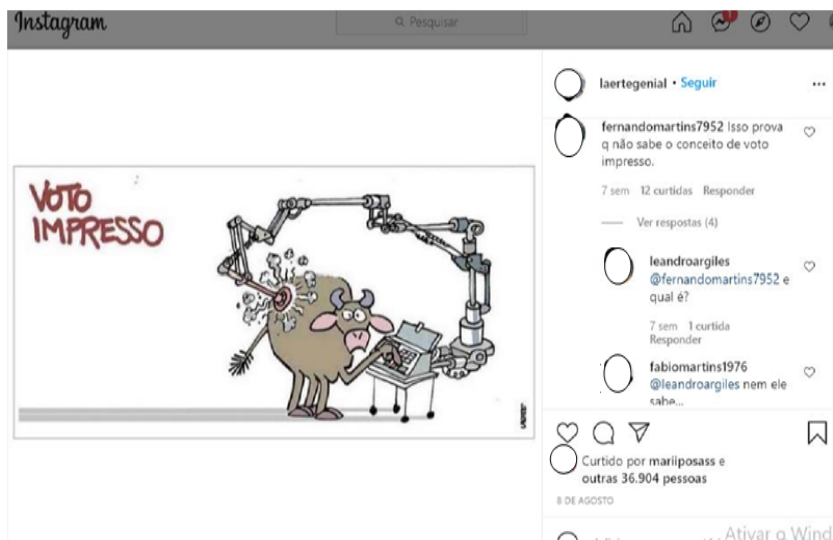 Instagram
Pesquisar
1
laertegenial • Seguir
...
VOTO
IMPRESSO
fernandomartins7952 Isso prova
q não sabe o conceito de voto
impresso.
7 sem 12 curtidas Responder
Ver respostas (4)
leandroargiles
@fernandomartins7952 e
qual é?
7 sem 1 curtida
Responder
fabiomartins1976
@leandroargiles nem ele
sabe...
Curtido por mariiposass e
outras 36.904 pessoas
8 DE AGOSTO
Ativar o Wind